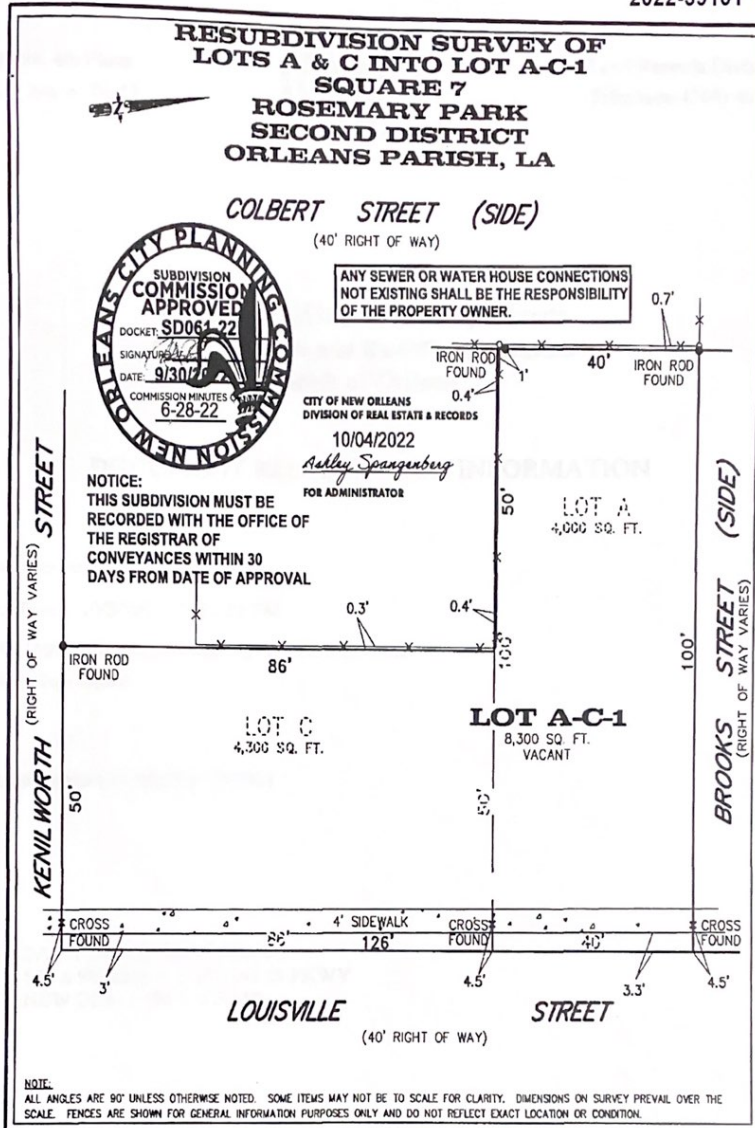 RESUBDIVISION SURVEY OF
LOTS A & C INTO LOT A-C-1
SQUARE 7
ROSEMARY PARK
SECOND DISTRICT
ORLEANS PARISH, LA
COLBERT STREET (SIDE)
(40' RIGHT OF WAY)
NEW ORLEANS CITY PLANNING COMMISSION
SUBDIVISION
COMMISSION
APPROVED
DOCKET: SD061-22
SIGNATURE
DATE: 9/30/
COMMISSION MINUTES OF
6-28-22
ANY SEWER OR WATER HOUSE CONNECTIONS
NOT EXISTING SHALL BE THE RESPONSIBILITY
OF THE PROPERTY OWNER.
CITY OF NEW ORLEANS
DIVISION OF REAL ESTATE & RECORDS
10/04/2022
Ashley Spangenberg
FOR ADMINISTRATOR
NOTICE:
THIS SUBDIVISION MUST BE
RECORDED WITH THE OFFICE OF
THE REGISTRAR OF
CONVEYANCES WITHIN 30
DAYS FROM DATE OF APPROVAL
0.7'
IRON ROD
FOUND
1'
40'
IRON ROD
FOUND
0.4'
50'
LOT A
4,000 SQ. FT.
0.3'
0.4'
IRON ROD
FOUND
86'
100'
100'
LOT C
4,300 SQ. FT.
LOT A-C-1
8,300 SQ. FT.
VACANT
50'
50'
KENILWORTH STREET
(RIGHT OF WAY VARIES)
BROOKS STREET (SIDE)
(RIGHT OF WAY VARIES)
CROSS
FOUND
4' SIDEWALK
CROSS
FOUND
CROSS
FOUND
86'
126'
40'
4.5'
3'
4.5'
3.3'
4.5'
LOUISVILLE STREET
(40' RIGHT OF WAY)
NOTE:
ALL ANGLES ARE 90° UNLESS OTHERWISE NOTED. SOME ITEMS MAY NOT BE TO SCALE FOR CLARITY. DIMENSIONS ON SURVEY PREVAIL OVER THE
SCALE. FENCES ARE SHOWN FOR GENERAL INFORMATION PURPOSES ONLY AND DO NOT REFLECT EXACT LOCATION OR CONDITION.